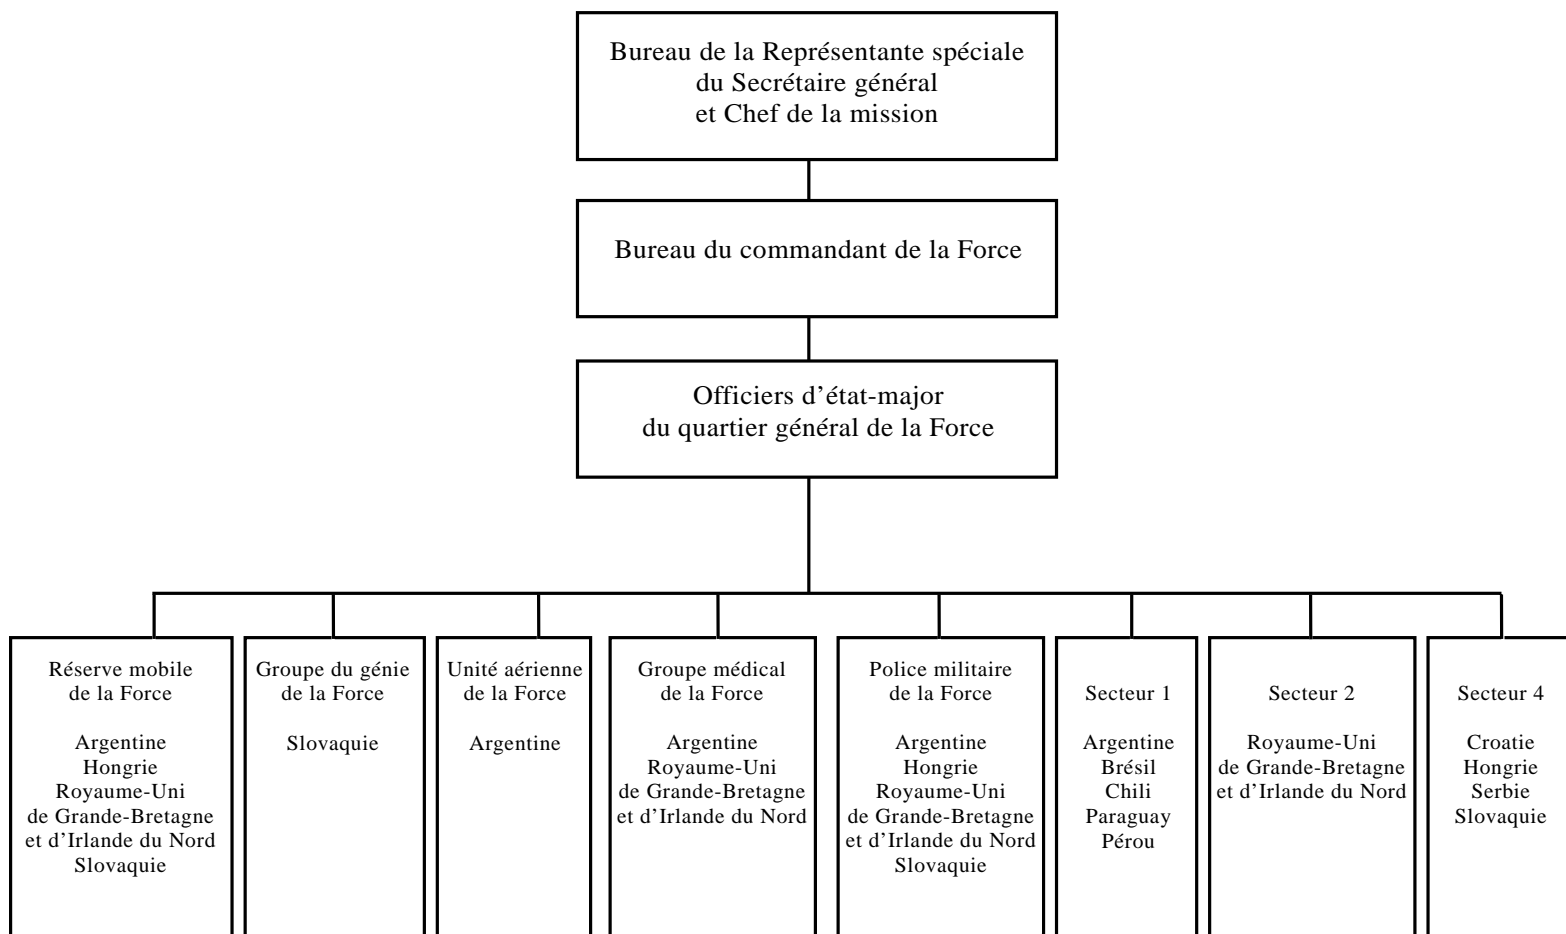 Bureau de la Représentante spéciale
du Secrétaire général
et Chef de la mission
Bureau du commandant de la Force
Officiers d’état-major
du quartier général de la Force
Réserve mobile
de la Force
Argentine
Hongrie
Royaume-Uni
de Grande-Bretagne
et d’Irlande du Nord
Slovaquie
Groupe du génie
de la Force
Slovaquie
Unité aérienne
de la Force
Argentine
Groupe médical
de la Force
Argentine
Royaume-Uni
de Grande-Bretagne
et d’Irlande du Nord
Police militaire
de la Force
Argentine
Hongrie
Royaume-Uni
de Grande-Bretagne
et d’Irlande du Nord
Slovaquie
Secteur 1
Argentine
Brésil
Chili
Paraguay
Pérou
Secteur 2
Royaume-Uni
de Grande-Bretagne
et d’Irlande du Nord
Secteur 4
Croatie
Hongrie
Serbie
Slovaquie